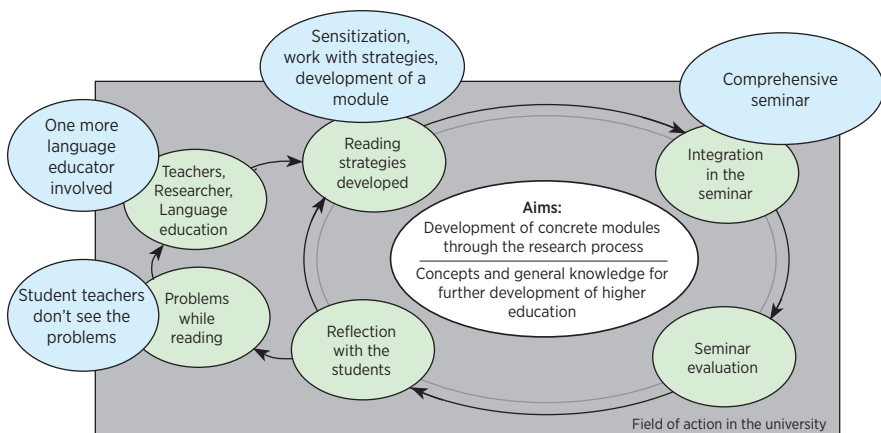 Sensitization,
work with strategies,
development of a
module
Comprehensive
seminar
One more
language
educator
involved
Teachers,
Researcher,
Language
education
Reading
strategies
developed
Integration
in the
seminar
Aims:
Development of concrete modules
through the research process
Concepts and general knowledge for
further development of higher
education
Student teachers
don't see the
problems
Problems
while
reading
Reflection
with the
students
Seminar
evaluation
Field of action in the university